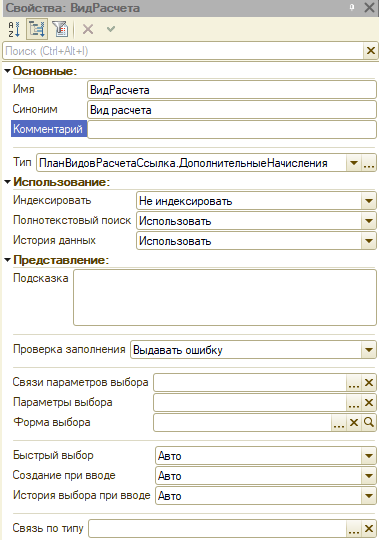 Свойства: ВидРасчета
Поиск (Ctrl+Alt+I)
Основные:
Имя ВидРасчета
Синоним Вид расчета
Комментарий
Тип ПланВидовРасчетаСсылка.ДополнительныеНачисления
Использование:
Индексировать Не индексировать
Полнотекстовый поиск Использовать
История данных Использовать
Представление:
Подсказка
Проверка заполнения Выдавать ошибку
Связи параметров выбора
Параметры выбора
Форма выбора
Быстрый выбор Авто
Создание при вводе Авто
История выбора при вводе Авто
Связь по типу